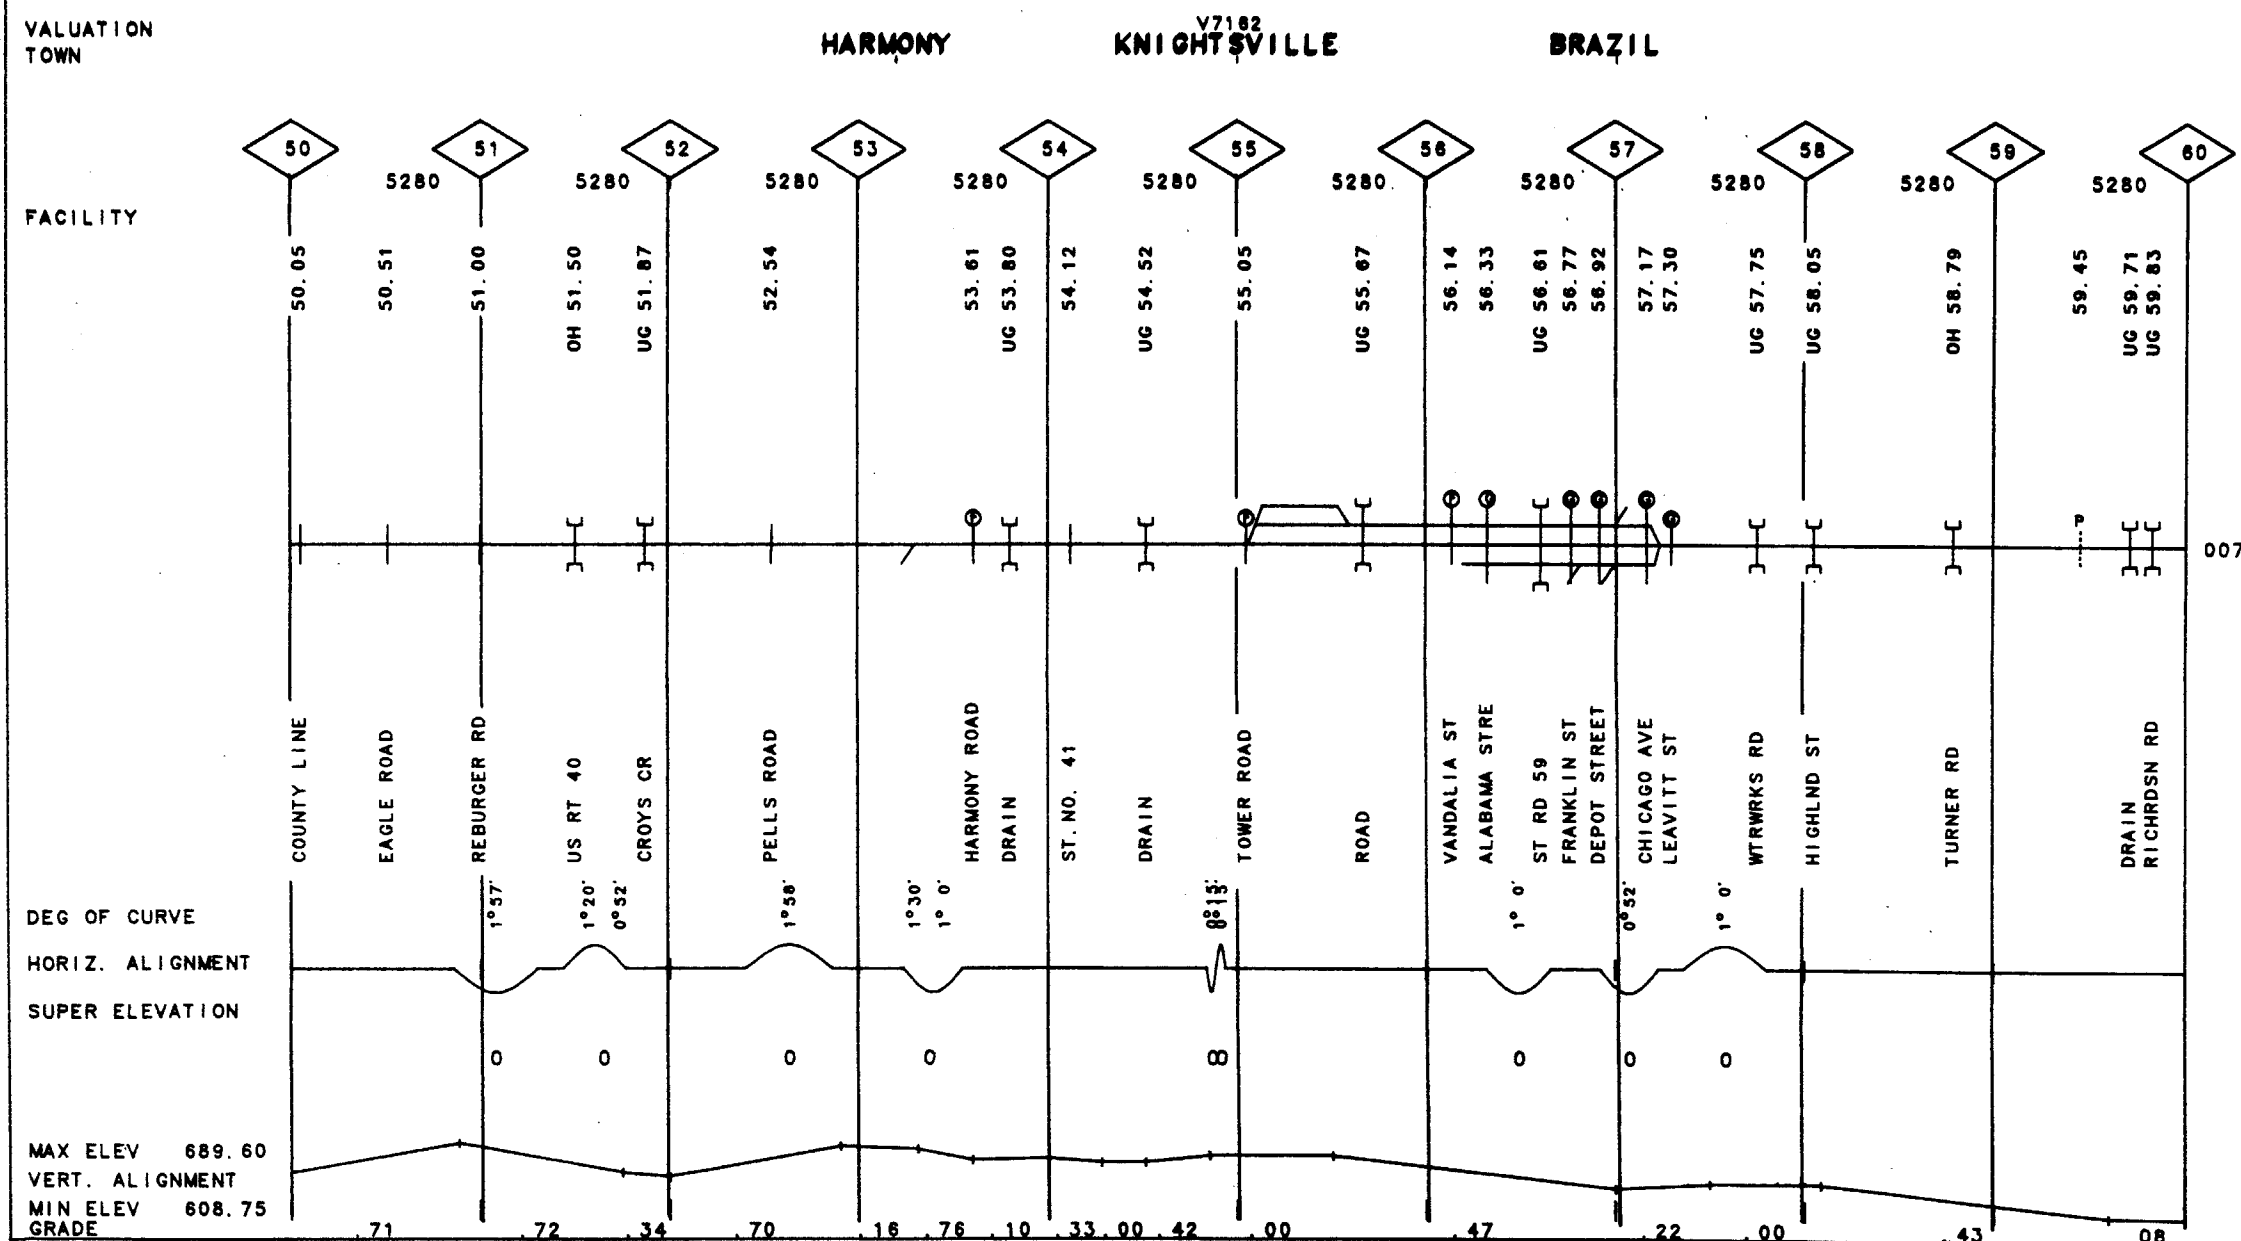 VALUATION
V7162
TOWN HARMONY KNIGHTSVILLE BRAZIL
50 51 52 53 54 55 56 57 58 59 60
5280 5280 5280 5280 5280 5280 5280 5280 5280 5280
FACILITY
50.05 50.51 51.00 OH 51.50 UG 51.87 52.54 53.61 UG 53.80 54.12 UG 54.52 55.05 UG 55.67 56.14 56.33 UG 56.61 56.77 56.92 57.17 57.30 UG 57.75 UG 58.05 OH 58.79 59.45 UG 59.71 UG 59.83
P
007
COUNTY LINE
EAGLE ROAD
REBURGER RD
US RT 40
CROYS CR
PELLS ROAD
HARMONY ROAD
DRAIN
ST.NO. 41
DRAIN
TOWER ROAD
ROAD
VANDALIA ST
ALABAMA STRE
ST RD 59
FRANKLIN ST
DEPOT STREET
CHICAGO AVE
LEAVITT ST
WTRWRKS RD
HIGHLND ST
TURNER RD
DRAIN
RICHRDSN RD
DEG OF CURVE 1°57' 1°20' 0°52' 1°58' 1°30' 1° 0' 1° 0' 0°52' 1° 0'
HORIZ. ALIGNMENT
SUPER ELEVATION
0 0 0 0 0 0 0
MAX ELEV 689.60
VERT. ALIGNMENT
MIN ELEV 608.75
GRADE .71 .72 .34 .70 .16 .76 .10 .33 .00 .42 .00 .47 .22 .00 .43 .08